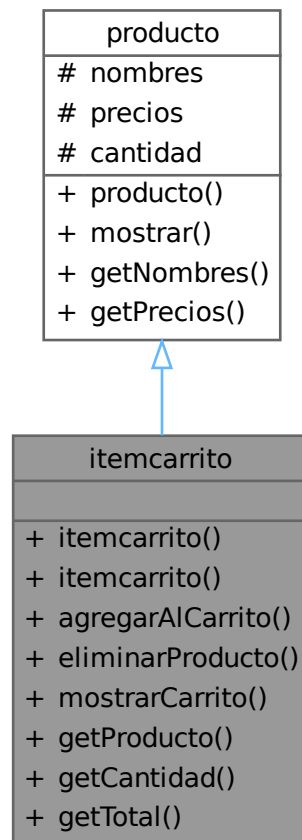 producto
# nombres
# precios
# cantidad
+ producto()
+ mostrar()
+ getNombres()
+ getPrecios()
itemcarrito
+ itemcarrito()
+ itemcarrito()
+ agregarAlCarrito()
+ eliminarProducto()
+ mostrarCarrito()
+ getProducto()
+ getCantidad()
+ getTotal()